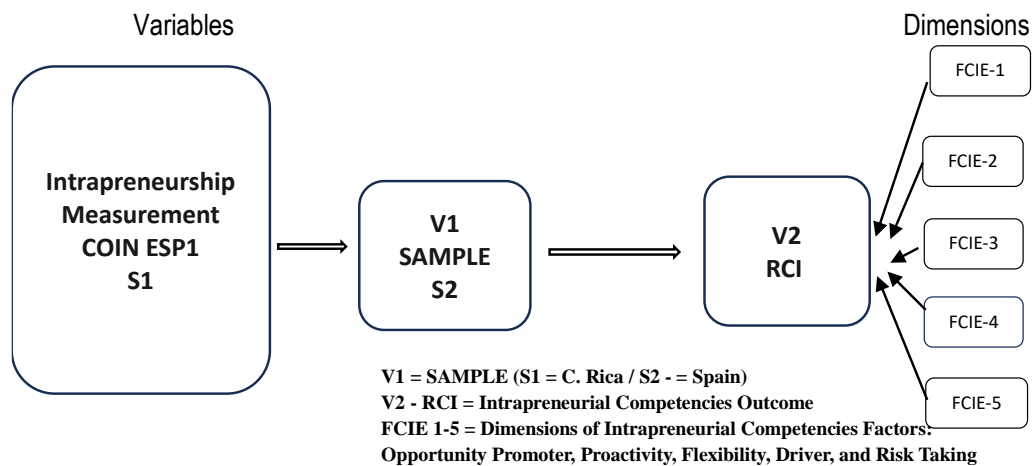 Variables
Dimensions
Intrapreneurship
Measurement
COIN ESP1
S1
V1
SAMPLE
S2
V2
RCI
FCIE-1
FCIE-2
FCIE-3
FCIE-4
FCIE-5
V1 = SAMPLE (S1 = C. Rica / S2 - = Spain)
V2 - RCI = Intrapreneurial Competencies Outcome
FCIE 1-5 = Dimensions of Intrapreneurial Competencies Factors:
Opportunity Promoter, Proactivity, Flexibility, Driver, and Risk Taking